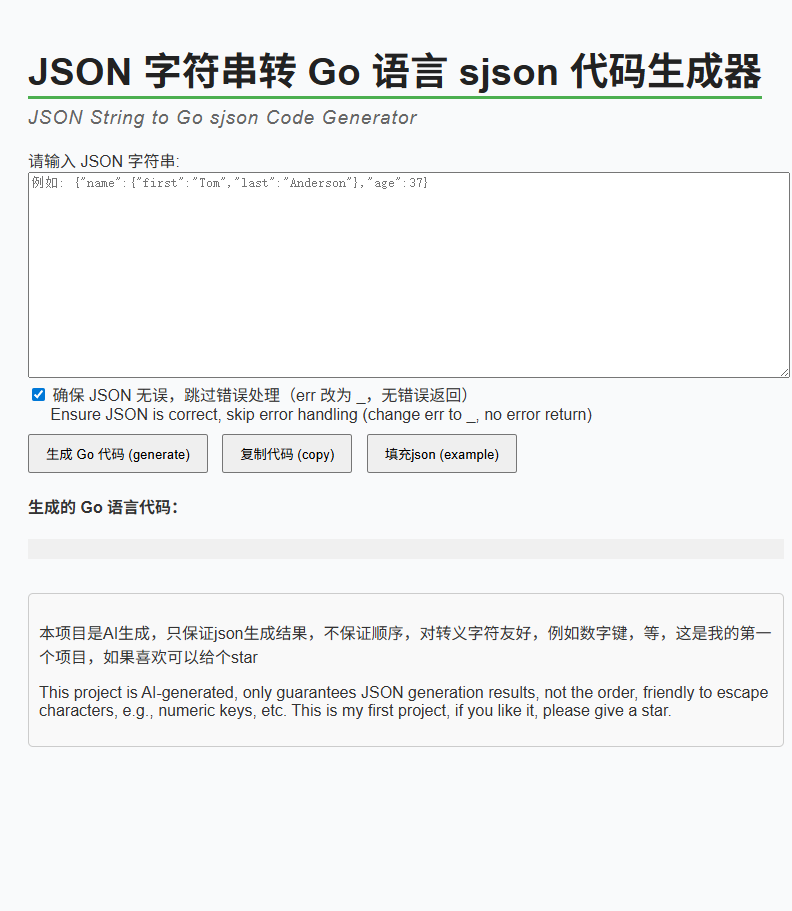 JSON 字符串转 Go 语言 sjson 代码生成器
JSON String to Go sjson Code Generator
请输入 JSON 字符串:
例如: {"name":{"first":"Tom","last":"Anderson"},"age":37}
确保 JSON 无误，跳过错误处理（err 改为 _，无错误返回）
Ensure JSON is correct, skip error handling (change err to _, no error return)
生成 Go 代码 (generate) 复制代码 (copy) 填充json (example)
生成的 Go 语言代码：
本项目是AI生成，只保证json生成结果，不保证顺序，对转义字符友好，例如数字键，等，这是我的第一
个项目，如果喜欢可以给个star
This project is AI-generated, only guarantees JSON generation results, not the order, friendly to escape
characters, e.g., numeric keys, etc. This is my first project, if you like it, please give a star.